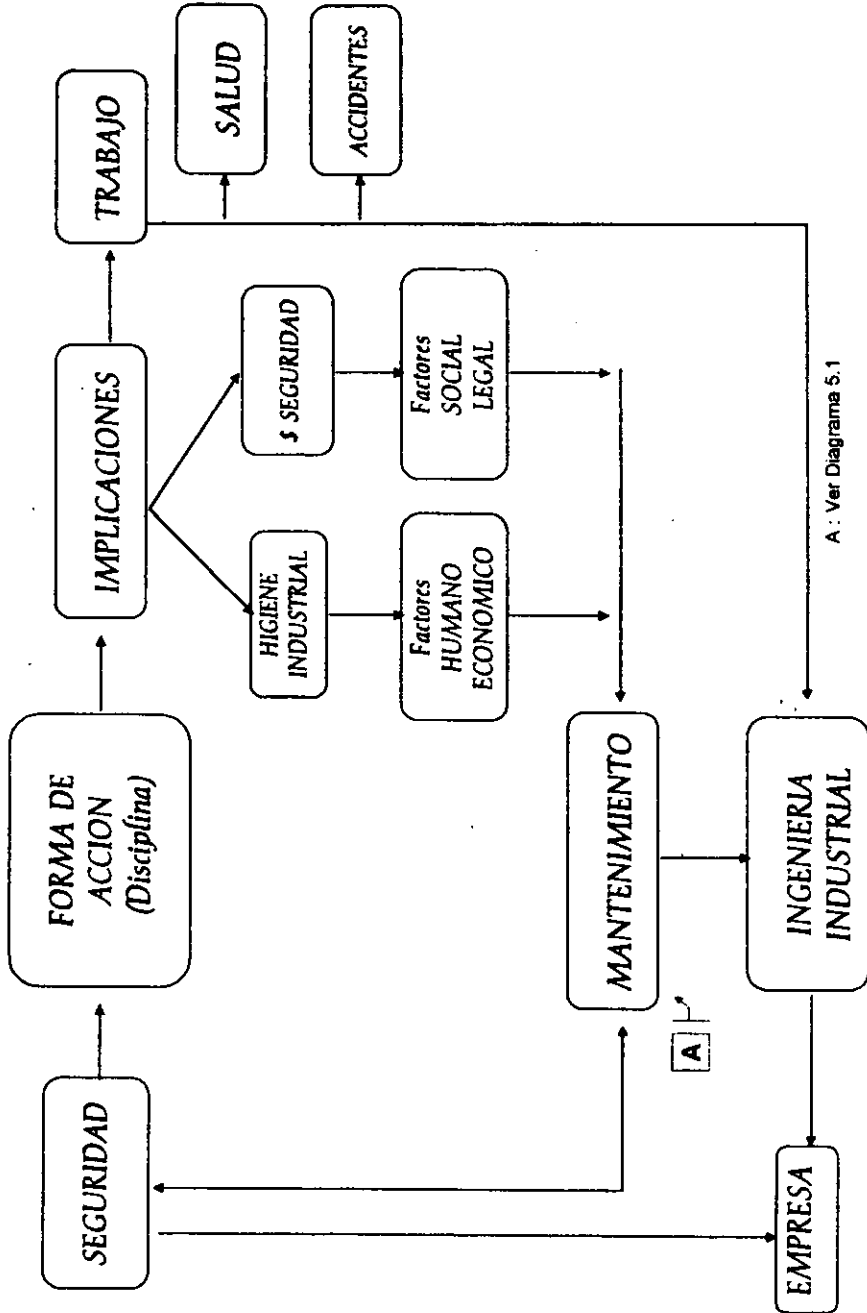 SEGURIDAD
FORMA DE
ACCION
(Disciplina)
IMPLICACIONES
TRABAJO
SALUD
ACCIDENTES
HIGIENE
INDUSTRIAL
$ SEGURIDAD
Factores
HUMANO
ECONOMICO
Factores
SOCIAL
LEGAL
MANTENIMIENTO
A
INGENIERIA
INDUSTRIAL
EMPRESA
A : Ver Diagrama 5.1